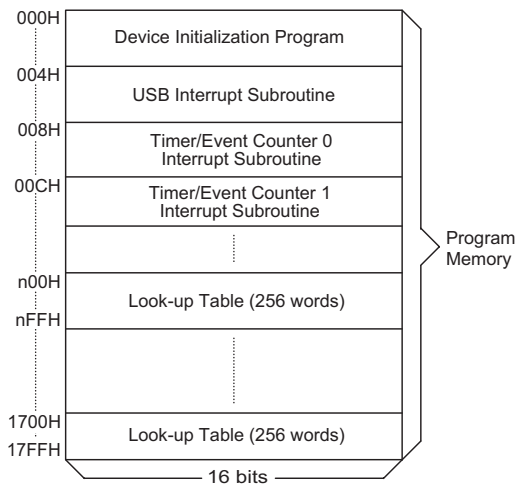 000H
Device Initialization Program
004H
USB Interrupt Subroutine
008H
Timer/Event Counter 0
Interrupt Subroutine
00CH
Timer/Event Counter 1
Interrupt Subroutine
Program
Memory
n00H
Look-up Table (256 words)
nFFH
1700H
Look-up Table (256 words)
17FFH
16 bits